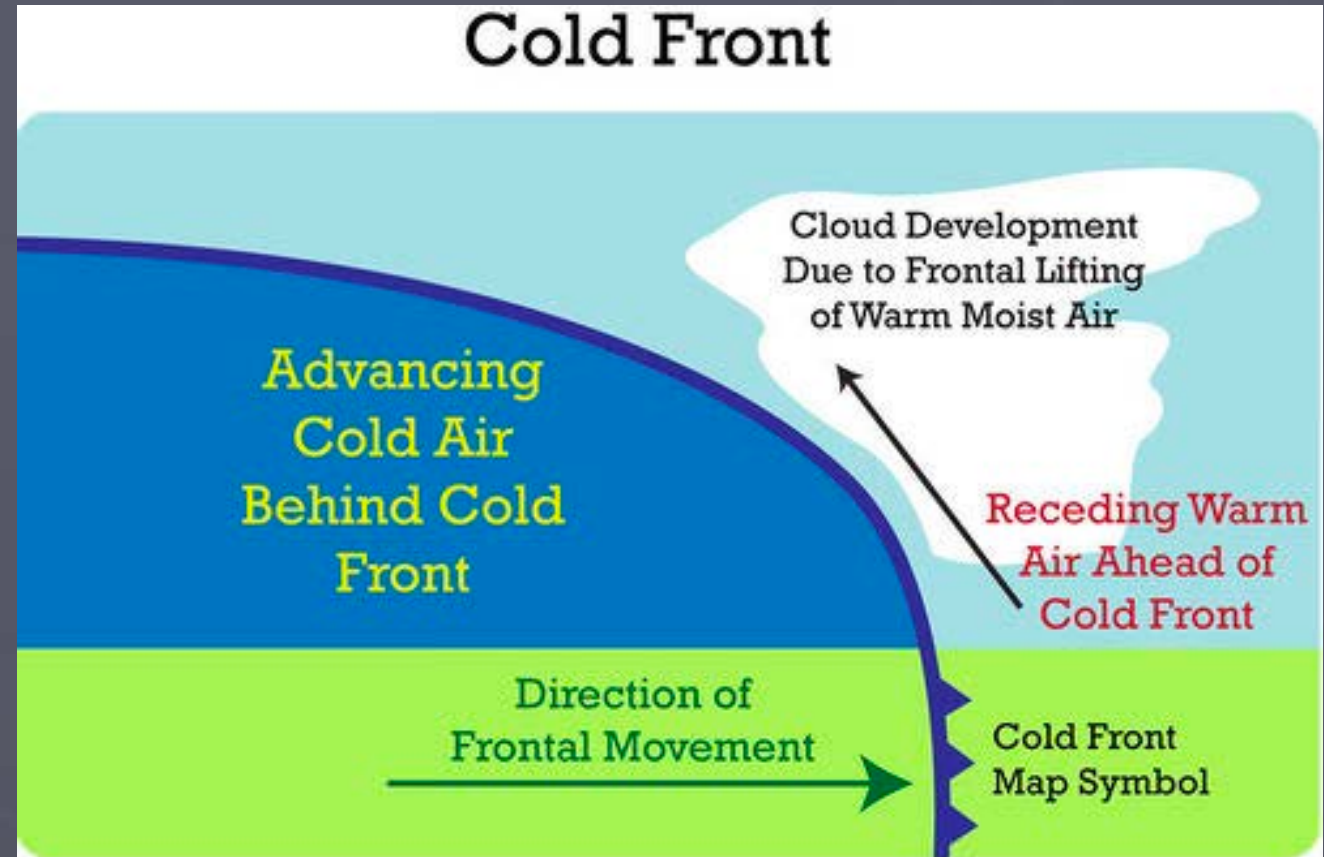 Cold Front
Cloud Development
Due to Frontal Lifting
of Warm Moist Air
Advancing
Cold Air
Behind Cold
Front
Receding Warm
Air Ahead of
Cold Front
Direction of
Frontal Movement
Cold Front
Map Symbol